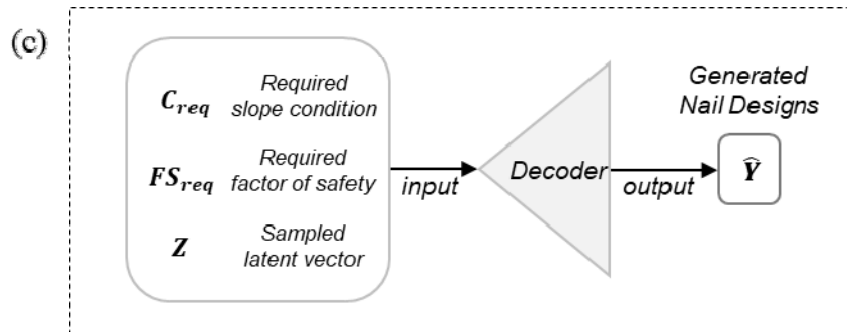 (c)
C_req Required slope condition
FS_req Required factor of safety
Z Sampled latent vector
input
Decoder
output
Generated
Nail Designs
Ŷ